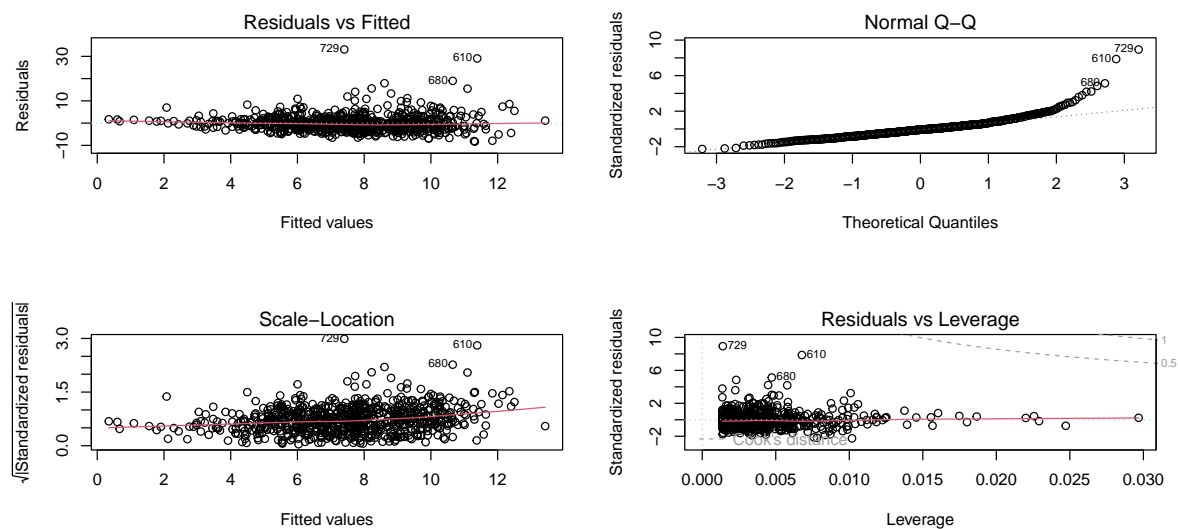 Residuals vs Fitted
Residuals
−10 10 30
729
610
680
0 2 4 6 8 10 12
Fitted values
Normal Q−Q
Standardized residuals
−2 2 6 10
729
610
680
−3 −2 −1 0 1 2 3
Theoretical Quantiles
Scale−Location
√|Standardized residuals|
0.0 1.5 3.0
729
610
680
0 2 4 6 8 10 12
Fitted values
Residuals vs Leverage
Standardized residuals
−2 2 6 10
729
610
680
1
0.5
Cook's distance
0.000 0.005 0.010 0.015 0.020 0.025 0.030
Leverage